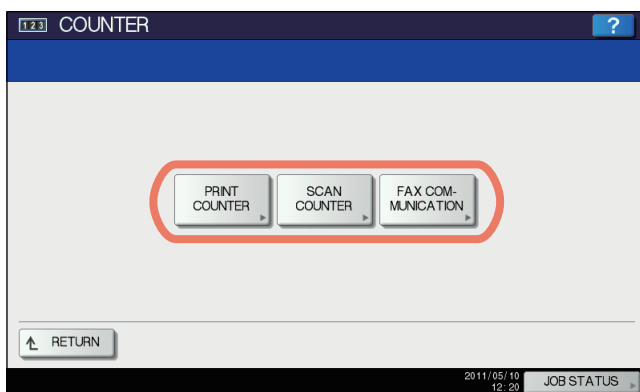 123 COUNTER ?
PRINT
COUNTER
SCAN
COUNTER
FAX COM-
MUNICATION
RETURN
2011/05/10
12:20
JOB STATUS